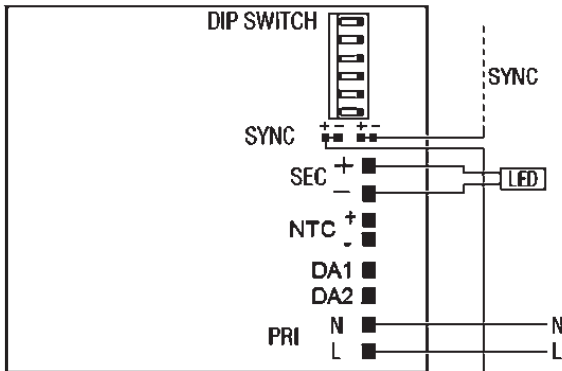 DIP SWITCH
SYNC
+ - + -
SYNC
SEC +
−
LED
NTC +
-
DA1
DA2
PRI N N
L L